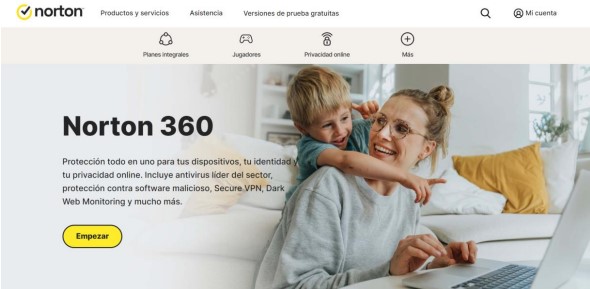 norton
Productos y servicios
Asistencia
Versiones de prueba gratuitas
Mi cuenta
Planes integrales
Jugadores
Privacidad online
Más
Norton 360
Protección todo en uno para tus dispositivos, tu identidad y
tu privacidad online. Incluye antivirus líder del sector,
protección contra software malicioso, Secure VPN, Dark
Web Monitoring y mucho más.
Empezar